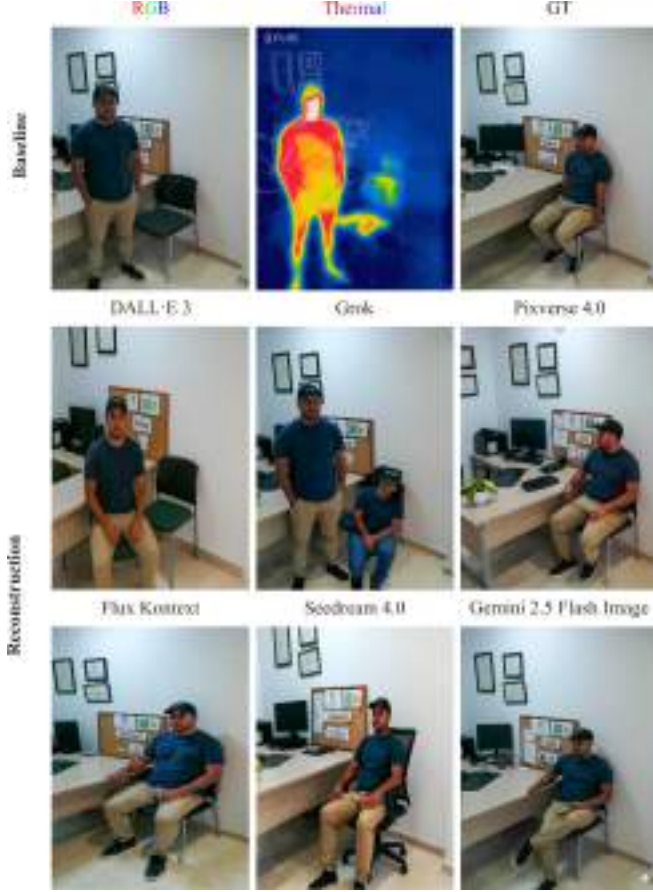 RGB Thermal GT
Baseline
DALL·E 3 Grok Pixverse 4.0
Reconstruction
Flux Kontext Seedream 4.0 Gemini 2.5 Flash Image